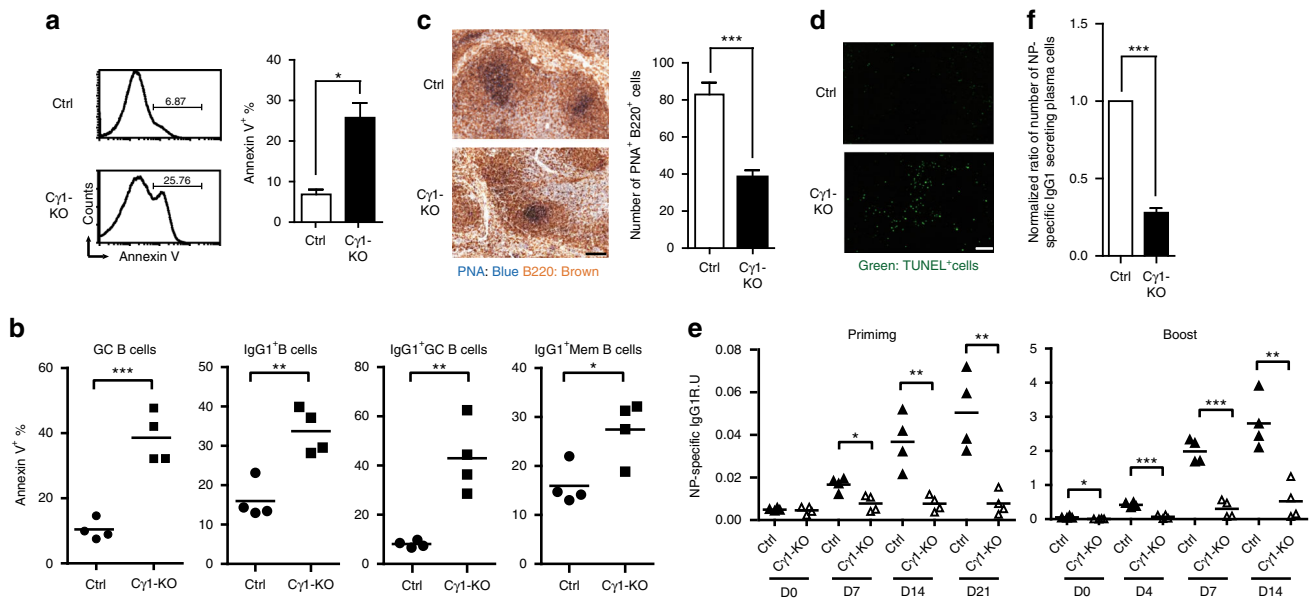 a
Ctrl
6.87
Cγ1-
KO
25.76
Counts
Annexin V
Annexin V+ %
50
40
30
20
10
0
*
Ctrl
Cγ1-
KO
c
Ctrl
Cγ1-
KO
PNA: Blue B220: Brown
Number of PNA+ B220+ cells
100
80
60
40
20
0
***
Ctrl
Cγ1-
KO
d
Ctrl
Cγ1-
KO
Green: TUNEL+cells
f
Normalized ratio of number of NP-
specific IgG1 secreting plasma cells
1.5
1.0
0.5
0.0
***
Ctrl
Cγ1-
KO
b
Annexin V+ %
GC B cells
60
40
20
0
***
Ctrl Cγ1-KO
IgG1+B cells
50
40
30
20
10
0
**
Ctrl Cγ1-KO
IgG1+GC B cells
80
60
40
20
0
**
Ctrl Cγ1-KO
IgG1+Mem B cells
40
30
20
10
0
*
Ctrl Cγ1-KO
e
NP-specific IgG1R.U
Primimg
0.08
0.06
0.04
0.02
0.00
* ** **
Ctrl Cγ1-KO Ctrl Cγ1-KO Ctrl Cγ1-KO Ctrl Cγ1-KO
D0 D7 D14 D21
Boost
5
4
3
2
1
0
* *** *** **
Ctrl Cγ1-KO Ctrl Cγ1-KO Ctrl Cγ1-KO Ctrl Cγ1-KO
D0 D4 D7 D14